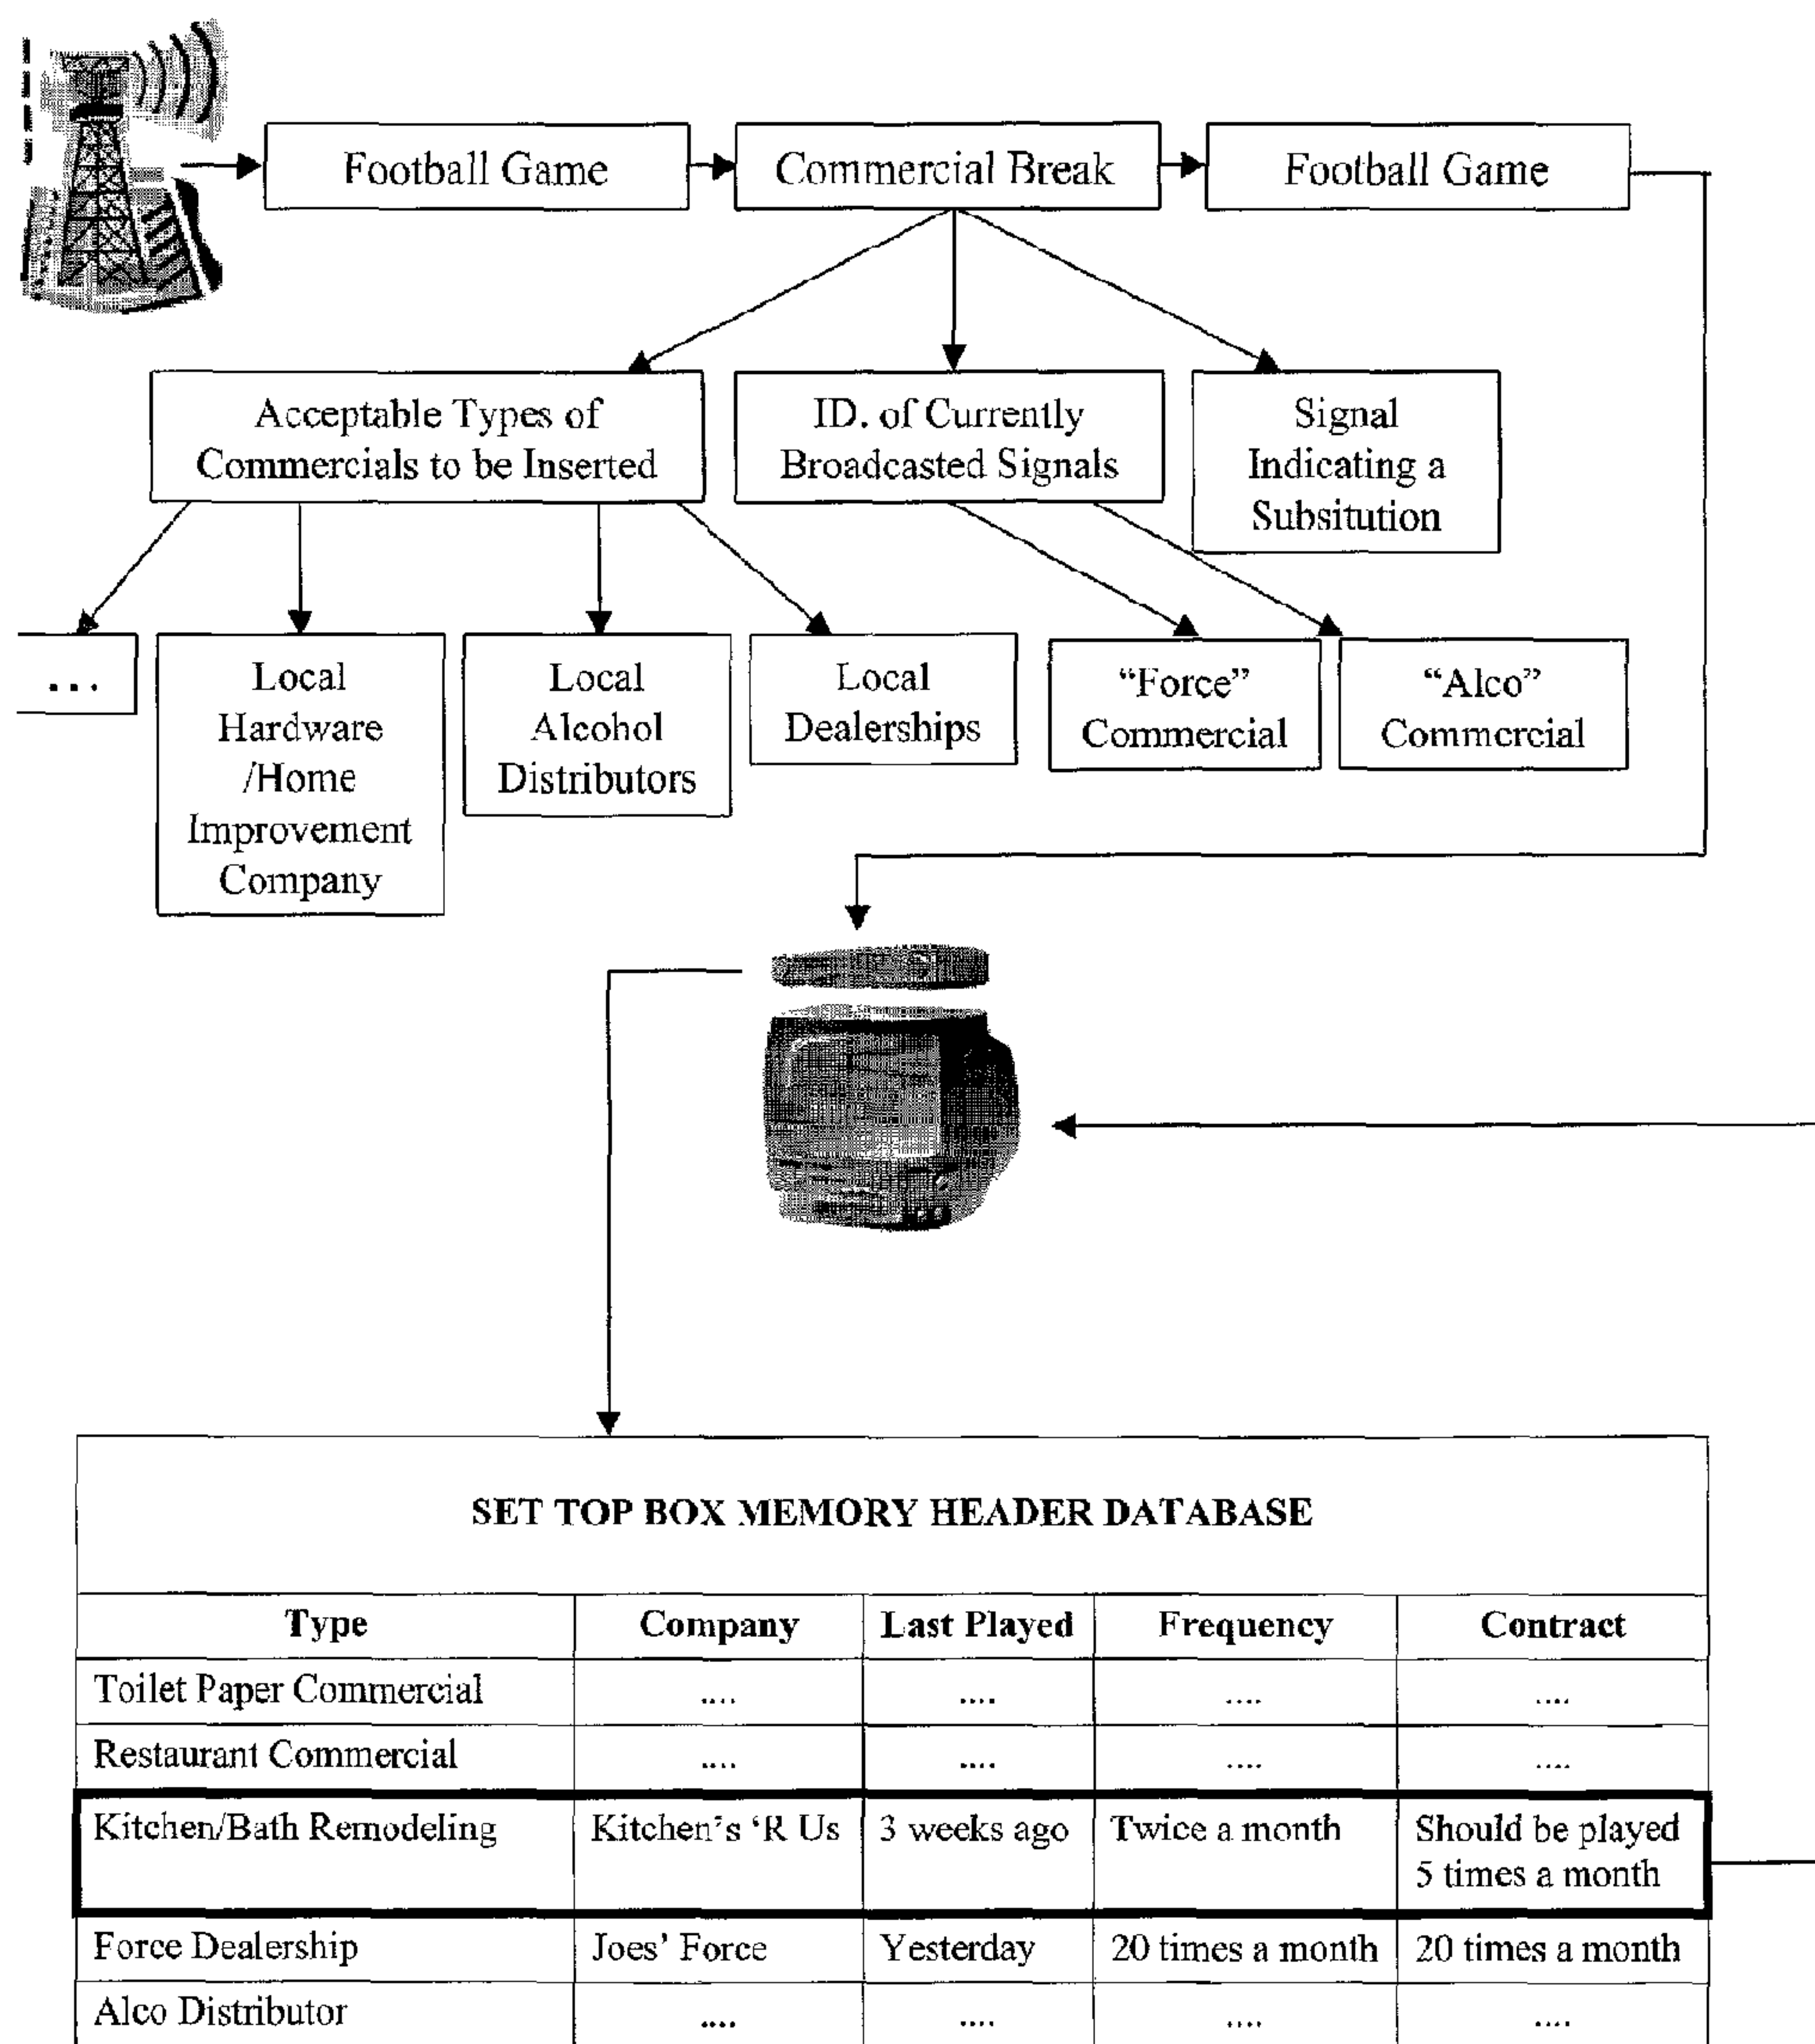 Football Game
Commercial Break
Football Game
Acceptable Types of
Commercials to be Inserted
ID. of Currently
Broadcasted Signals
Signal
Indicating a
Subsitution
...
Local
Hardware
/Home
Improvement
Company
Local
Alcohol
Distributors
Local
Dealerships
“Force”
Commercial
“Alco”
Commercial
SET TOP BOX MEMORY HEADER DATABASE
Type Company Last Played Frequency Contract
Toilet Paper Commercial .... .... .... ....
Restaurant Commercial .... .... .... ....
Kitchen/Bath Remodeling Kitchen’s ‘R Us 3 weeks ago Twice a month Should be played
5 times a month
Force Dealership Joes’ Force Yesterday 20 times a month 20 times a month
Alco Distributor .... .... .... ....